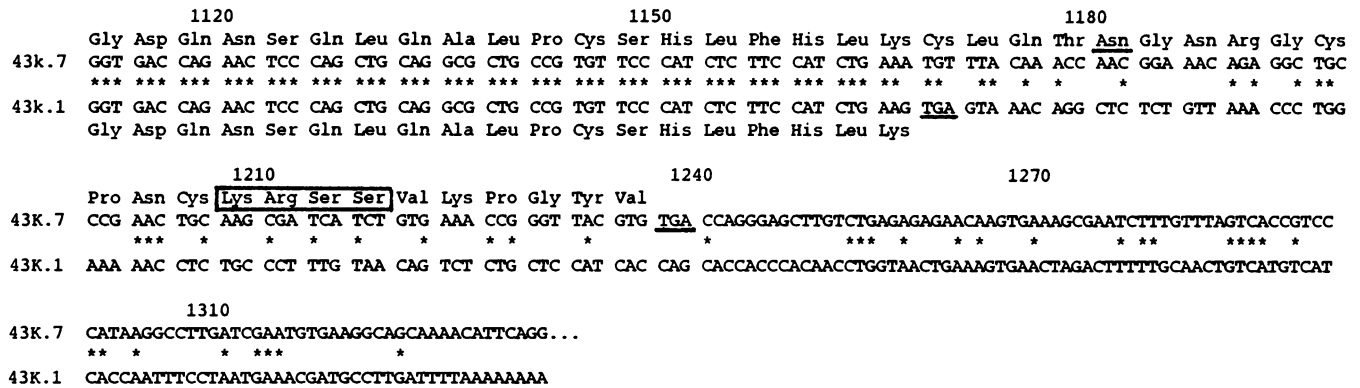 1120 1150 1180
Gly Asp Gln Asn Ser Gln Leu Gln Ala Leu Pro Cys Ser His Leu Phe His Leu Lys Cys Leu Gln Thr Asn Gly Asn Arg Gly Cys
43k.7 GGT GAC CAG AAC TCC CAG CTG CAG GCG CTG CCG TGT TCC CAT CTC TTC CAT CTG AAA TGT TTA CAA ACC AAC GGA AAC AGA GGC TGC
*** *** *** *** *** *** *** *** *** *** *** *** *** *** *** *** *** *** ** ** ** * * * * * **
43k.1 GGT GAC CAG AAC TCC CAG CTG CAG GCG CTG CCG TGT TCC CAT CTC TTC CAT CTG AAG TGA GTA AAC AGG CTC TCT GTT AAA CCC TGG
Gly Asp Gln Asn Ser Gln Leu Gln Ala Leu Pro Cys Ser His Leu Phe His Leu Lys
1210 1240 1270
Pro Asn Cys Lys Arg Ser Ser Val Lys Pro Gly Tyr Val
43K.7 CCG AAC TGC AAG CGA TCA TCT GTG AAA CCG GGT TAC GTG TGA CCAGGGAGCTTGTCTGAGAGAGAACAAGTGAAAGCGAATCTTTGTTTAGTCACCGTCC
*** * * * * * * * * * *** * * * * * ** **** *
43K.1 AAA AAC CTC TGC CCT TTG TAA CAG TCT CTG CTC CAT CAC CAG CACCACCCACAACCTGGTAACTGAAAGTGAACTAGACTTTTTGCAACTGTCATGTCAT
1310
43K.7 CATAAGGCCTTGATCGAATGTGAAGGCAGCAAAACATTCAGG...
** * * *** *
43K.1 CACCAATTTCCTAATGAAACGATGCCTTGATTTTAAAAAAAA